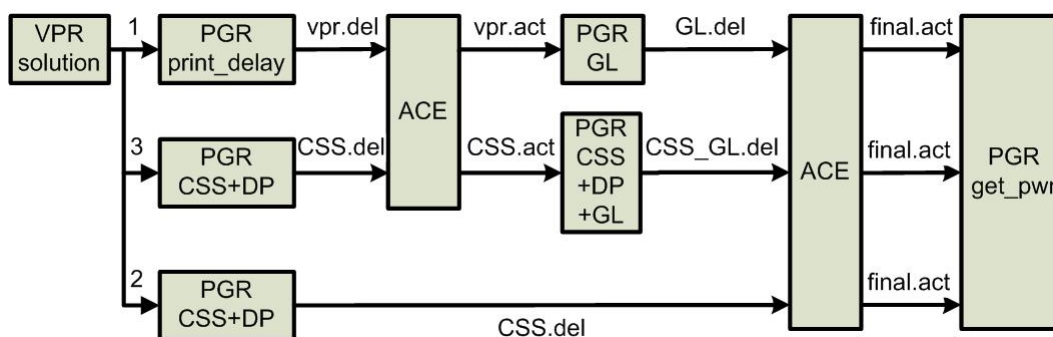 VPR
solution
1
PGR
print_delay
vpr.del
ACE
vpr.act
PGR
GL
GL.del
ACE
final.act
PGR
get_pwr
3
PGR
CSS+DP
CSS.del
CSS.act
PGR
CSS
+DP
+GL
CSS_GL.del
final.act
2
PGR
CSS+DP
CSS.del
final.act